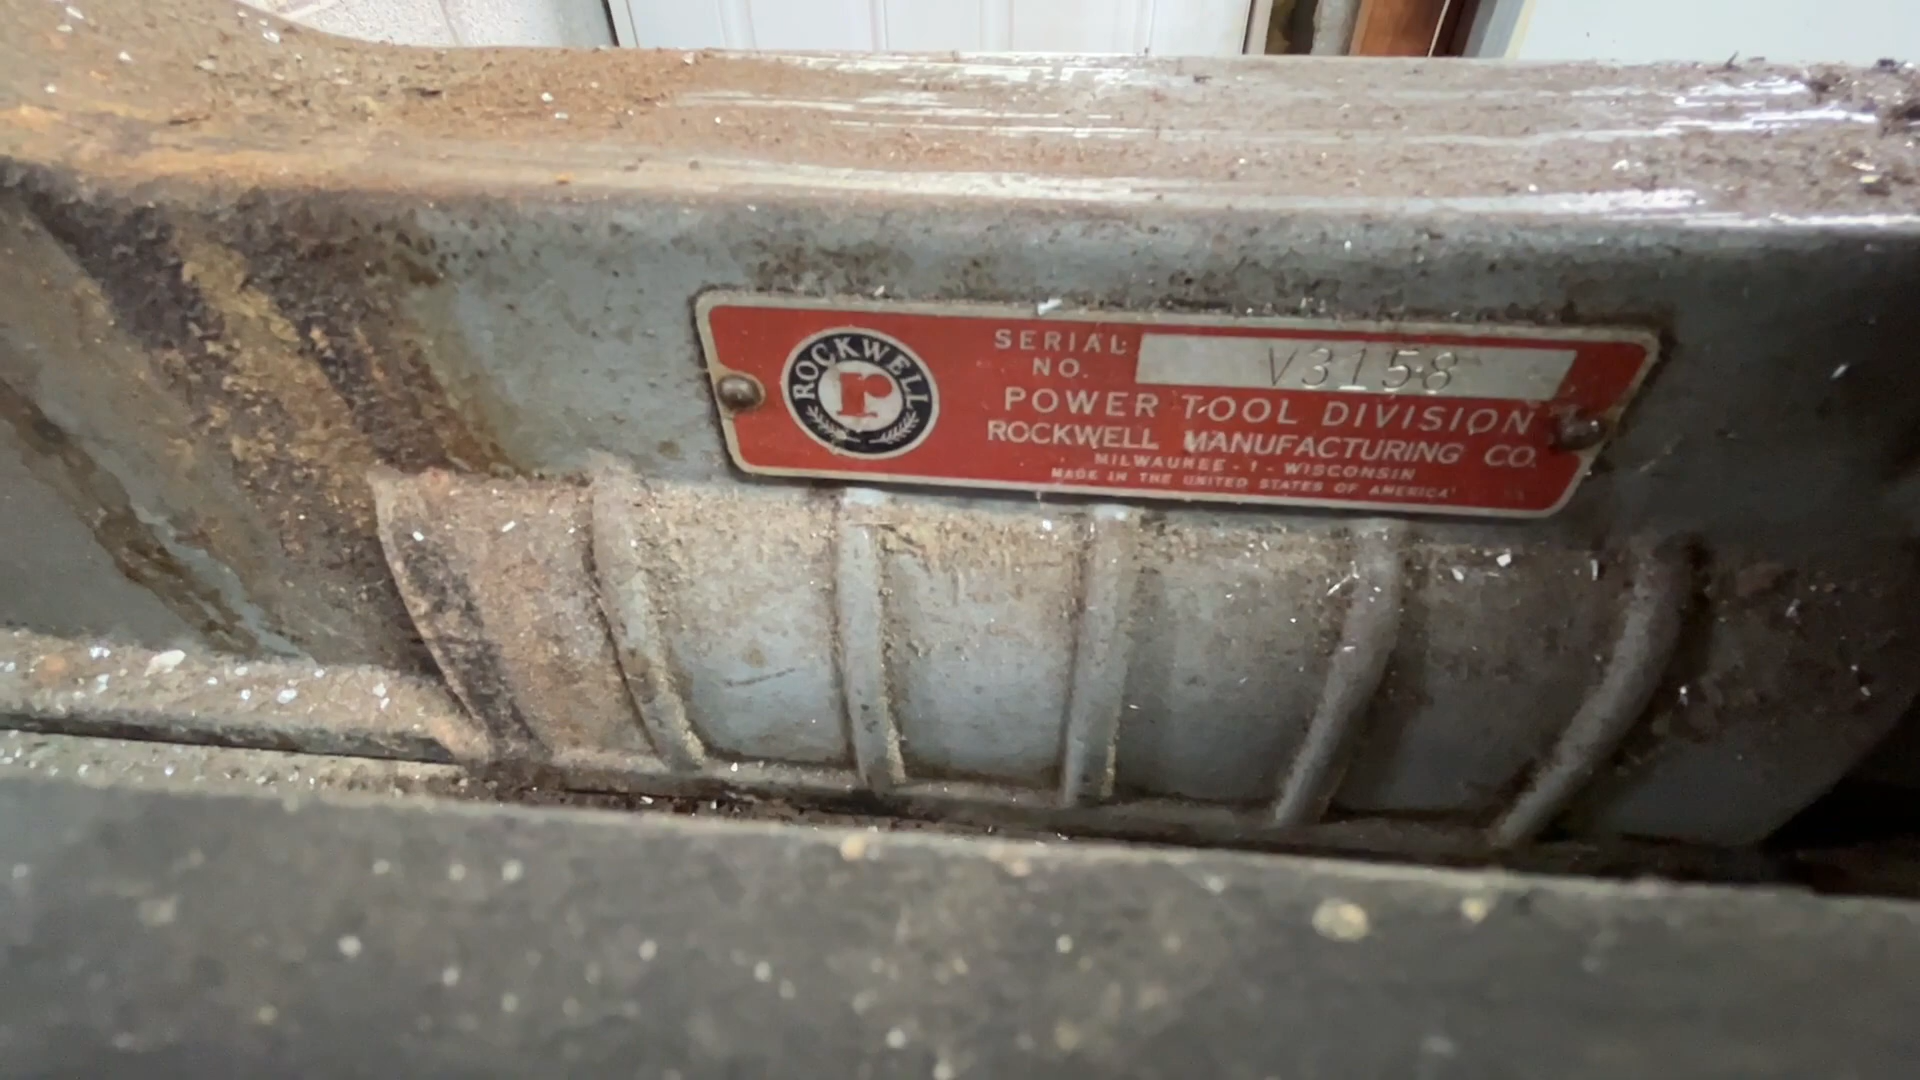 ROCKWELL
r
SERIAL NO. V3158
POWER TOOL DIVISION
ROCKWELL MANUFACTURING CO.
MILWAUKEE - 1 - WISCONSIN
MADE IN THE UNITED STATES OF AMERICA